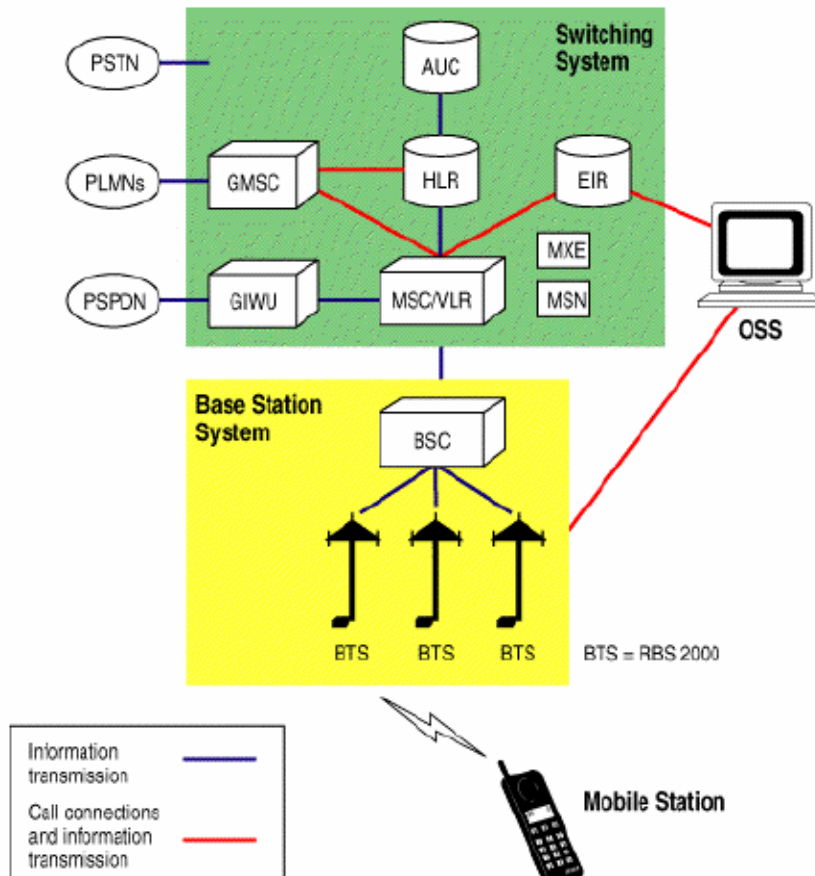 Switching
System
PSTN
AUC
PLMNs
GMSC
HLR
EIR
MXE
PSPDN
GIWU
MSC/VLR
MSN
OSS
Base Station
System
BSC
BTS
BTS
BTS
BTS = RBS 2000
Information
transmission
Mobile Station
Call connections
and information
transmission